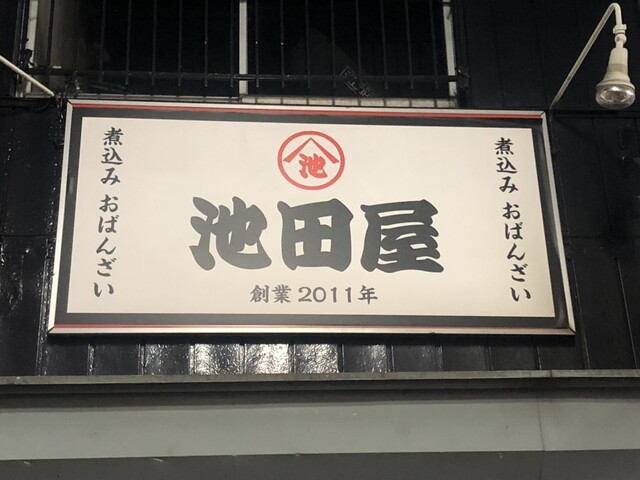 煮込み おばんざい
池
池田屋
創業2011年
煮込み おばんざい